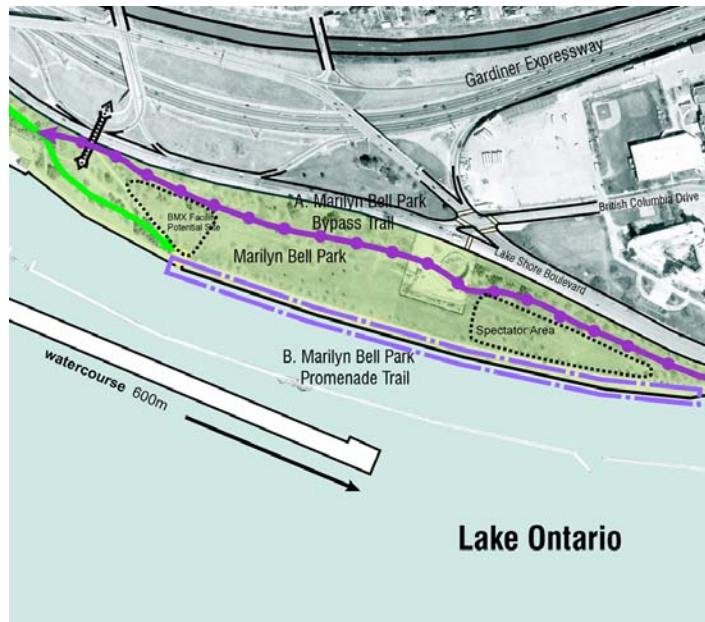 Gardiner Expressway
British Columbia Drive
A. Marilyn Bell Park
Bypass Trail
BMX Facility
Potential Site
Lake Shore Boulevard
Marilyn Bell Park
Spectator Area
B. Marilyn Bell Park
Promenade Trail
watercourse 600m
Lake Ontario